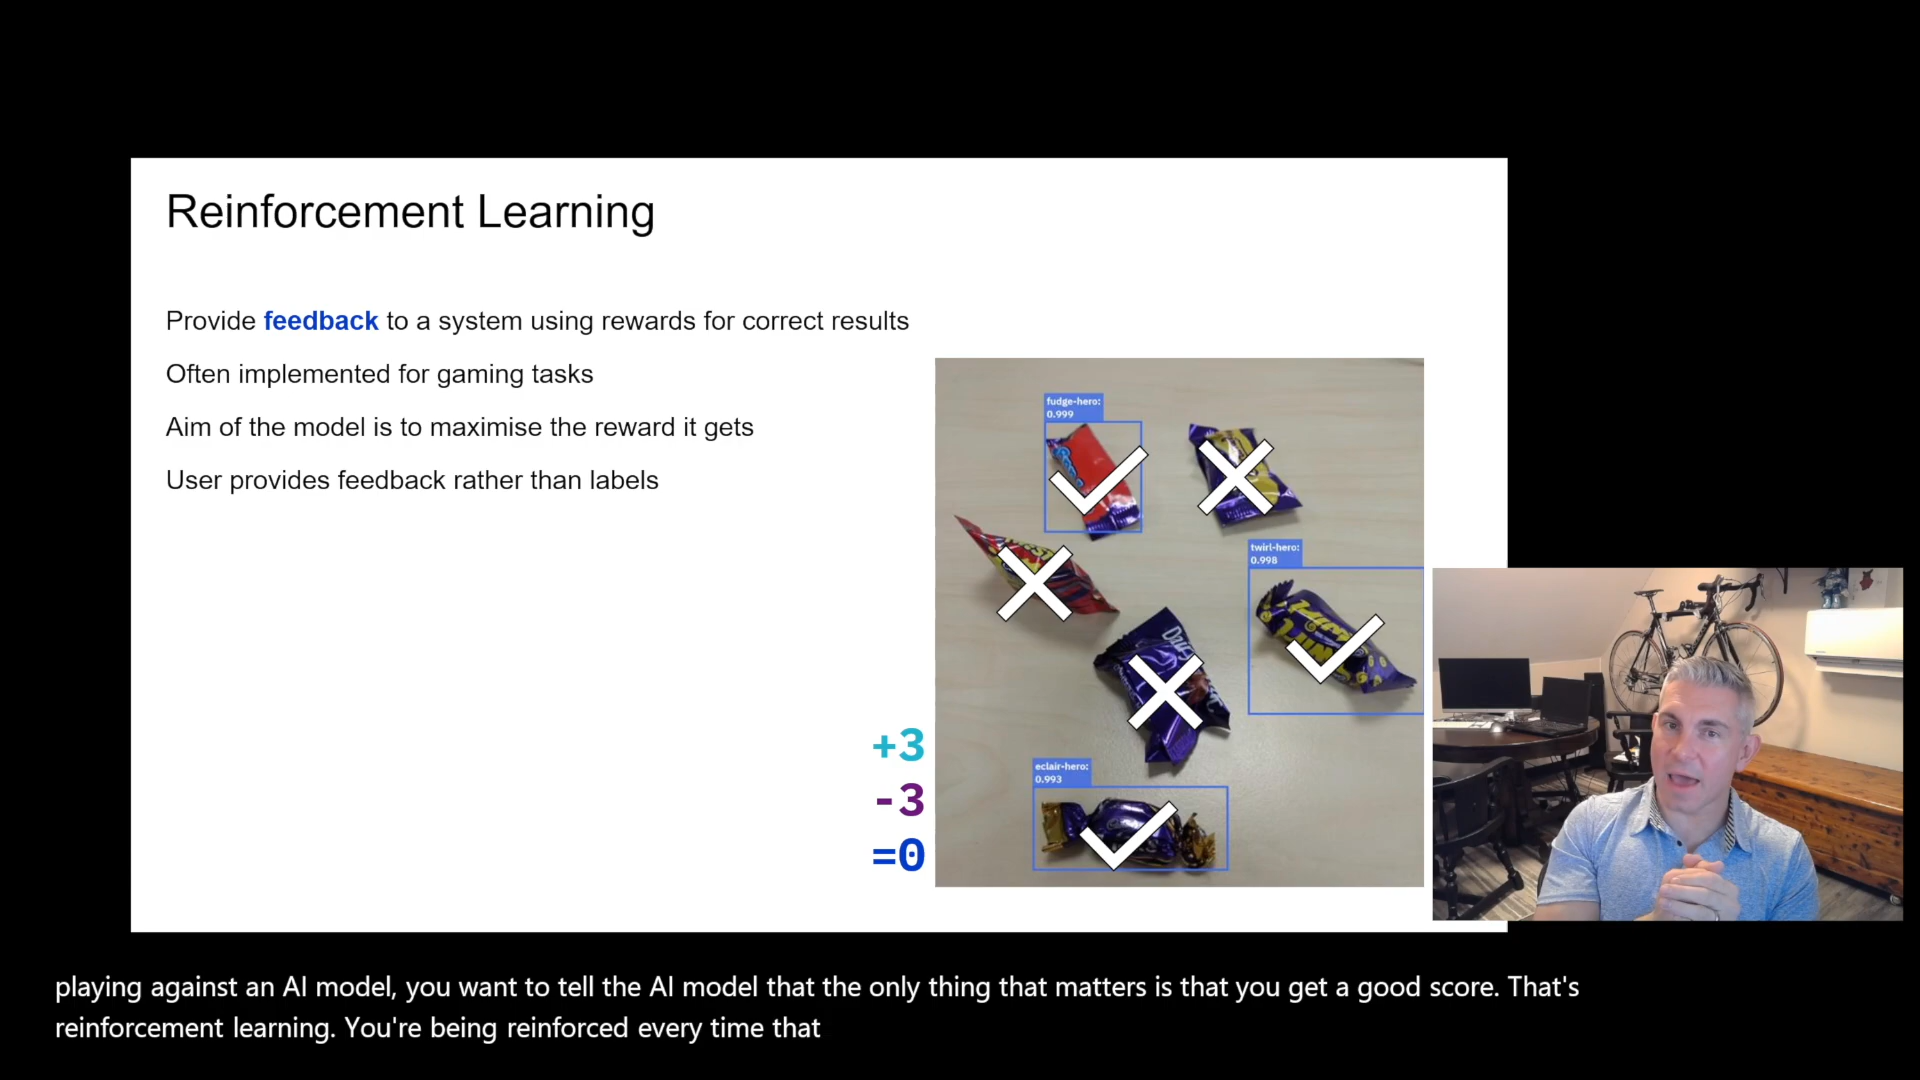 Reinforcement Learning
Provide feedback to a system using rewards for correct results
Often implemented for gaming tasks
Aim of the model is to maximise the reward it gets
User provides feedback rather than labels
fudge-hero:
0.999
twirl-hero:
0.998
eclair-hero:
0.993
+3
-3
=0
playing against an AI model, you want to tell the AI model that the only thing that matters is that you get a good score. That's
reinforcement learning. You're being reinforced every time that